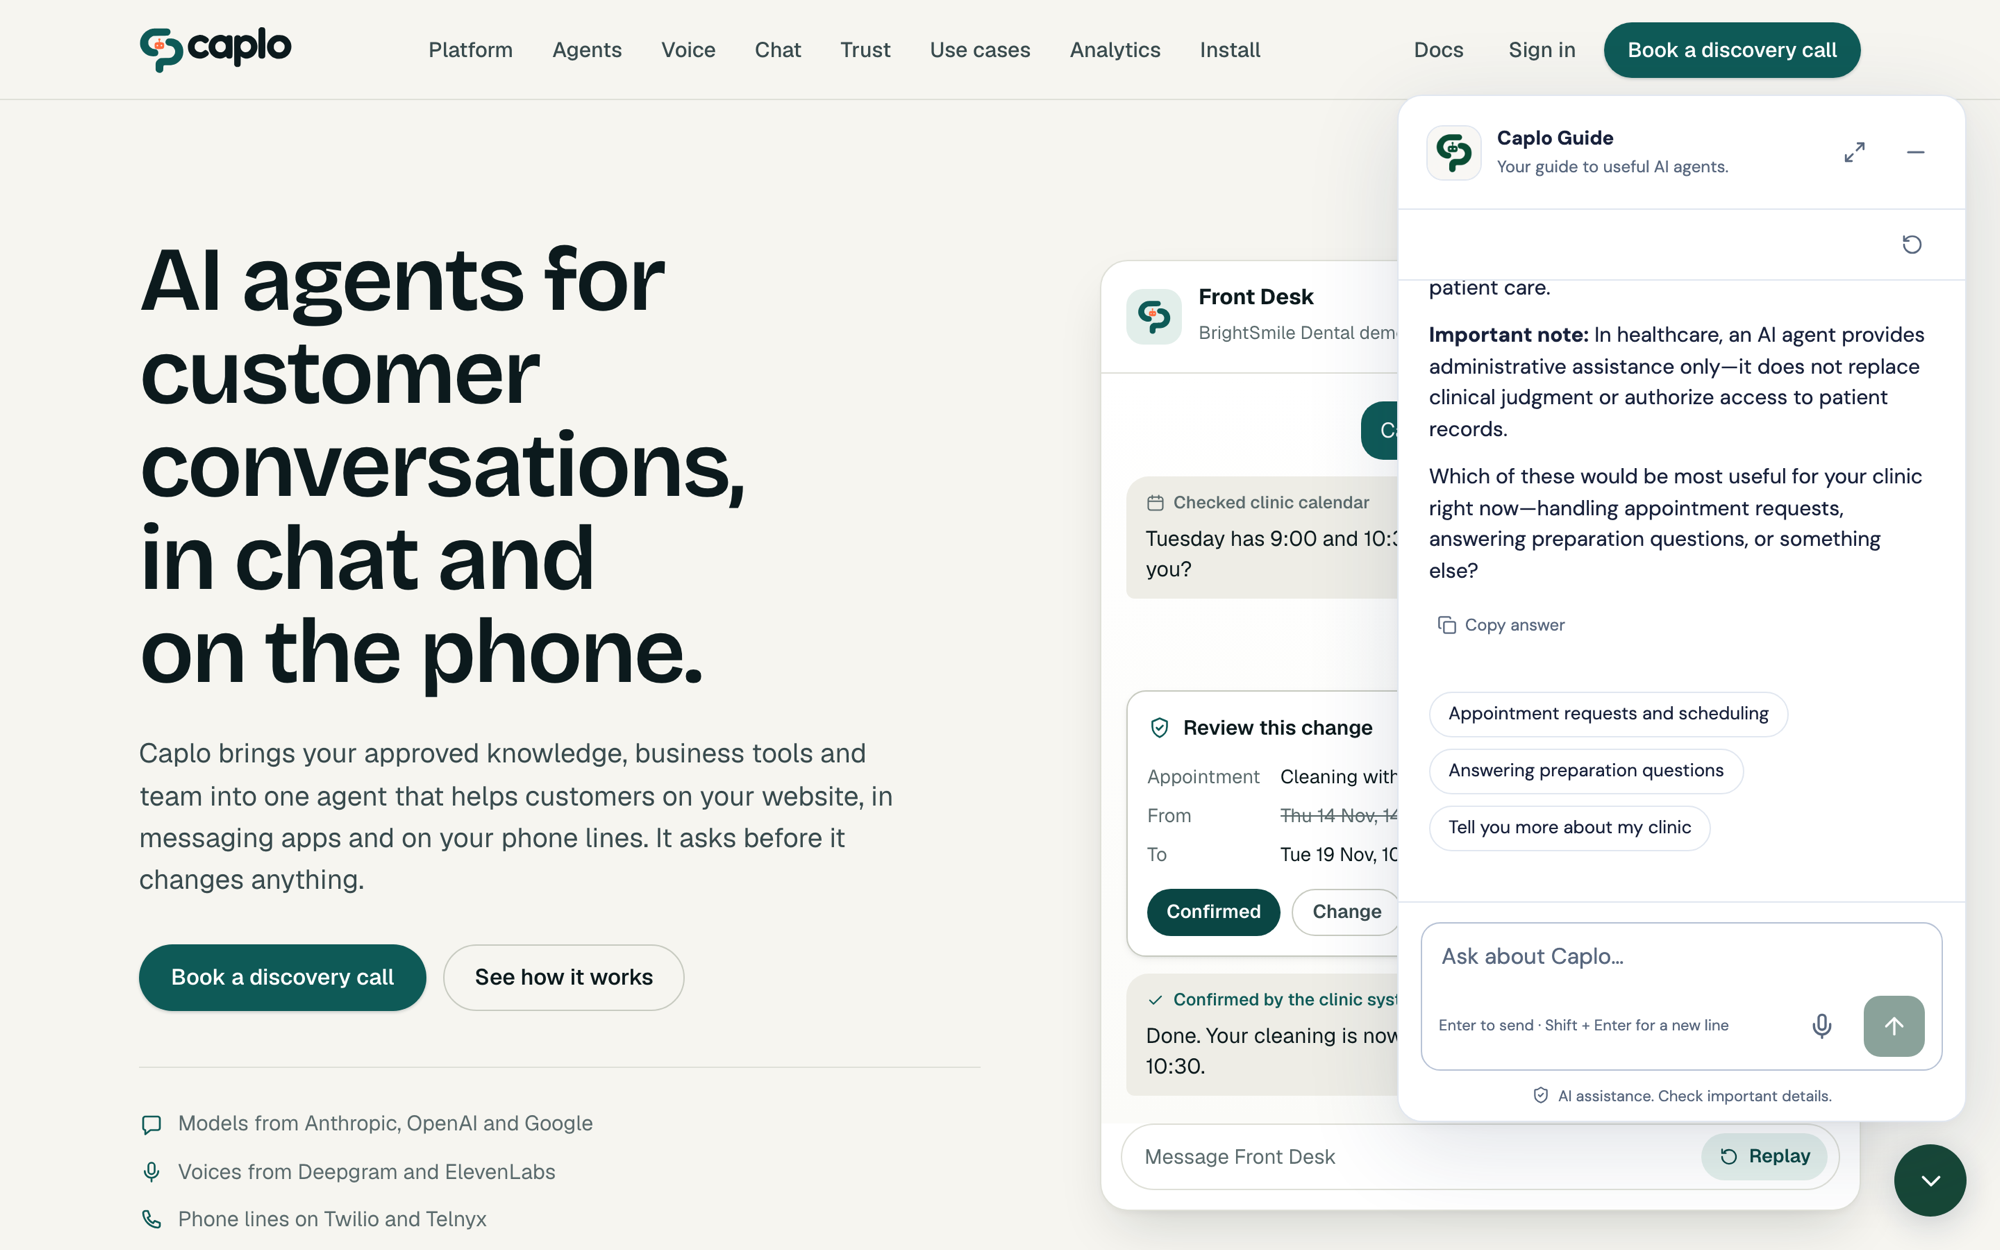 caplo
Platform
Agents
Voice
Chat
Trust
Use cases
Analytics
Install
Docs
Sign in
Book a discovery call
AI agents for
customer
conversations,
in chat and
on the phone.
Caplo brings your approved knowledge, business tools and
team into one agent that helps customers on your website, in
messaging apps and on your phone lines. It asks before it
changes anything.
Book a discovery call
See how it works
Models from Anthropic, OpenAI and Google
Voices from Deepgram and ElevenLabs
Phone lines on Twilio and Telnyx
Front Desk
BrightSmile Dental dem
Checked clinic calendar
Tuesday has 9:00 and 10:
you?
Review this change
Appointment
Cleaning with
From
Thu 14 Nov, 14
To
Tue 19 Nov, 10
Confirmed
Change
Confirmed by the clinic sys
Done. Your cleaning is now
10:30.
Message Front Desk
Replay
Caplo Guide
Your guide to useful AI agents.
patient care.
Important note: In healthcare, an AI agent provides
administrative assistance only—it does not replace
clinical judgment or authorize access to patient
records.
Which of these would be most useful for your clinic
right now—handling appointment requests,
answering preparation questions, or something
else?
Copy answer
Appointment requests and scheduling
Answering preparation questions
Tell you more about my clinic
Ask about Caplo...
Enter to send · Shift + Enter for a new line
AI assistance. Check important details.